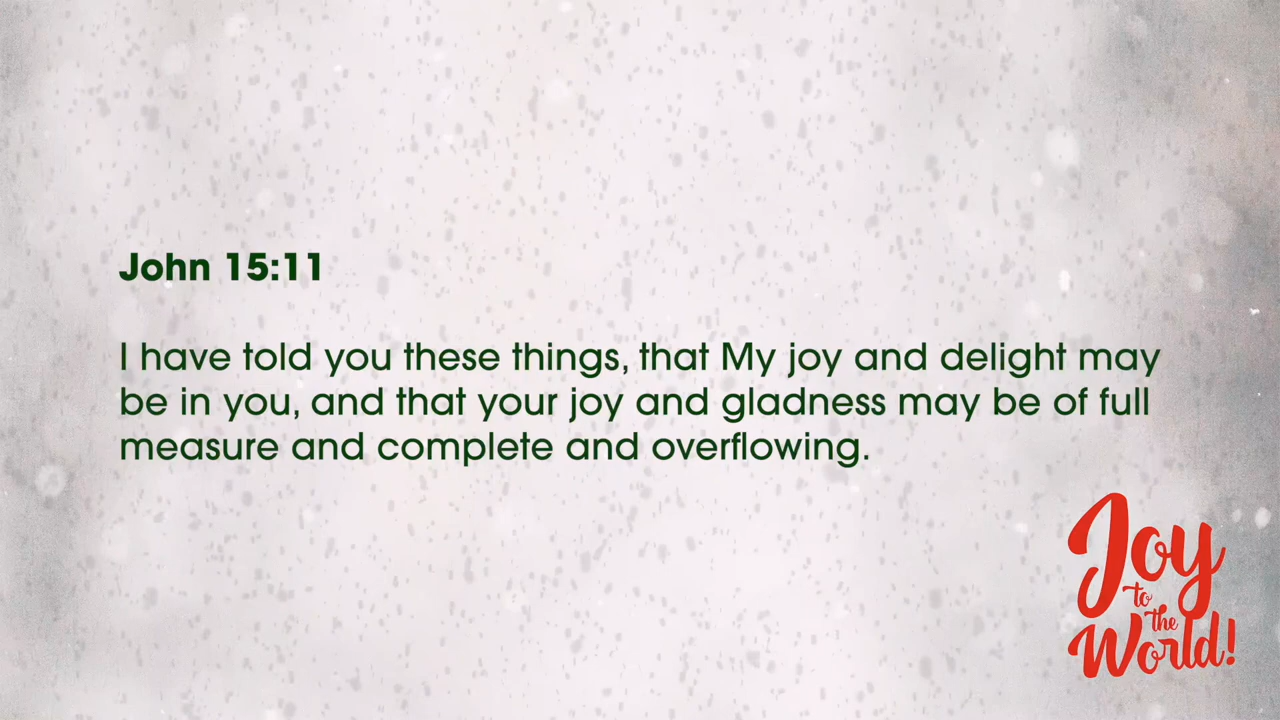 John 15:11
I have told you these things, that My joy and delight may
be in you, and that your joy and gladness may be of full
measure and complete and overflowing.
Joy
to
the
World!